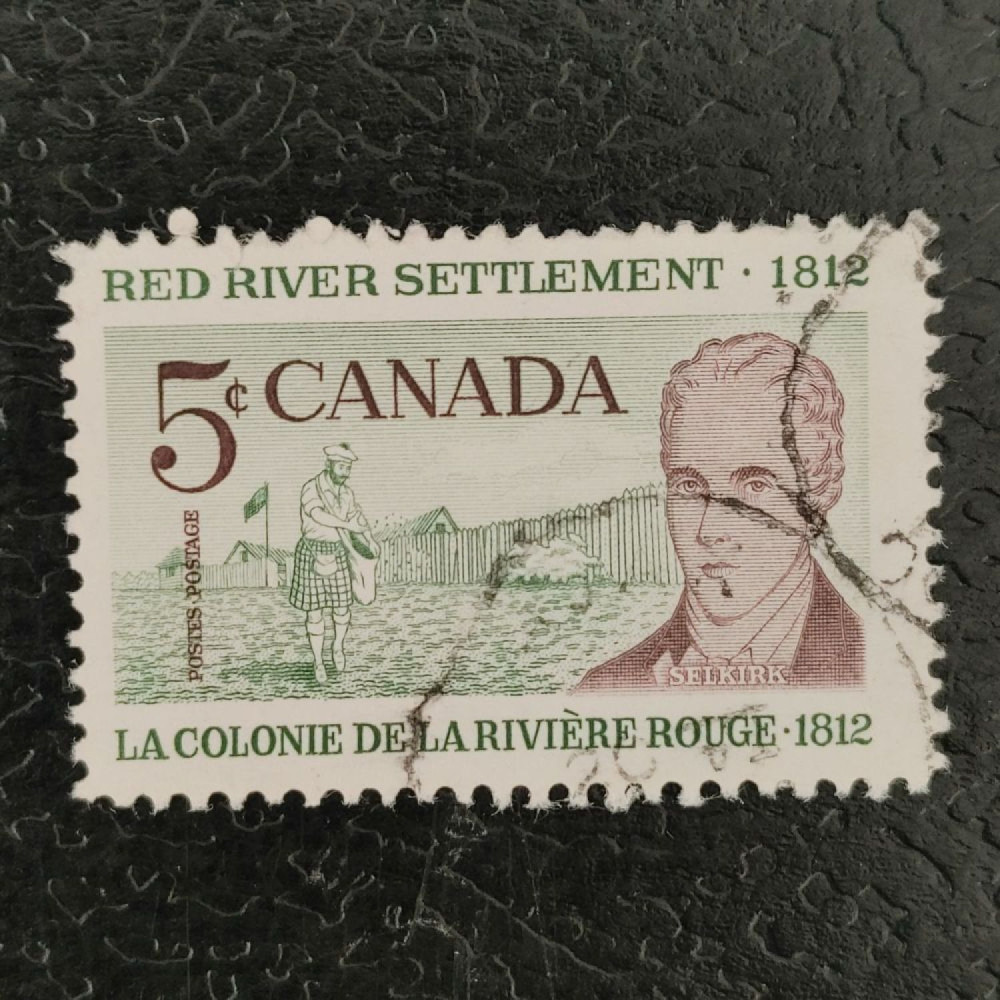 RED RIVER SETTLEMENT · 1812
5¢ CANADA
POSTES POSTAGE
SELKIRK
LA COLONIE DE LA RIVIÈRE ROUGE · 1812